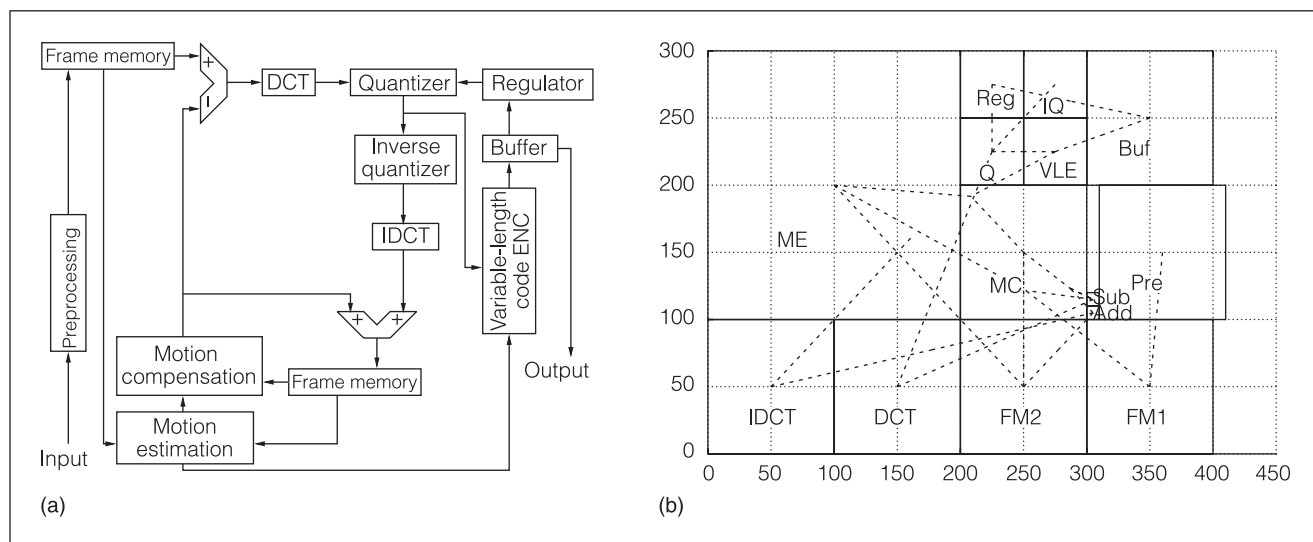 Frame memory
+
−
DCT
Quantizer
Regulator
Inverse
quantizer
Buffer
IDCT
Variable-length
code ENC
Preprocessing
+ +
Motion
compensation
Frame memory
Output
Motion
estimation
Input
(a)
300
250
200
150
100
50
0
Reg
IQ
Buf
Q
VLE
ME
MC
Pre
Sub
Add
IDCT
DCT
FM2
FM1
0 50 100 150 200 250 300 350 400 450
(b)